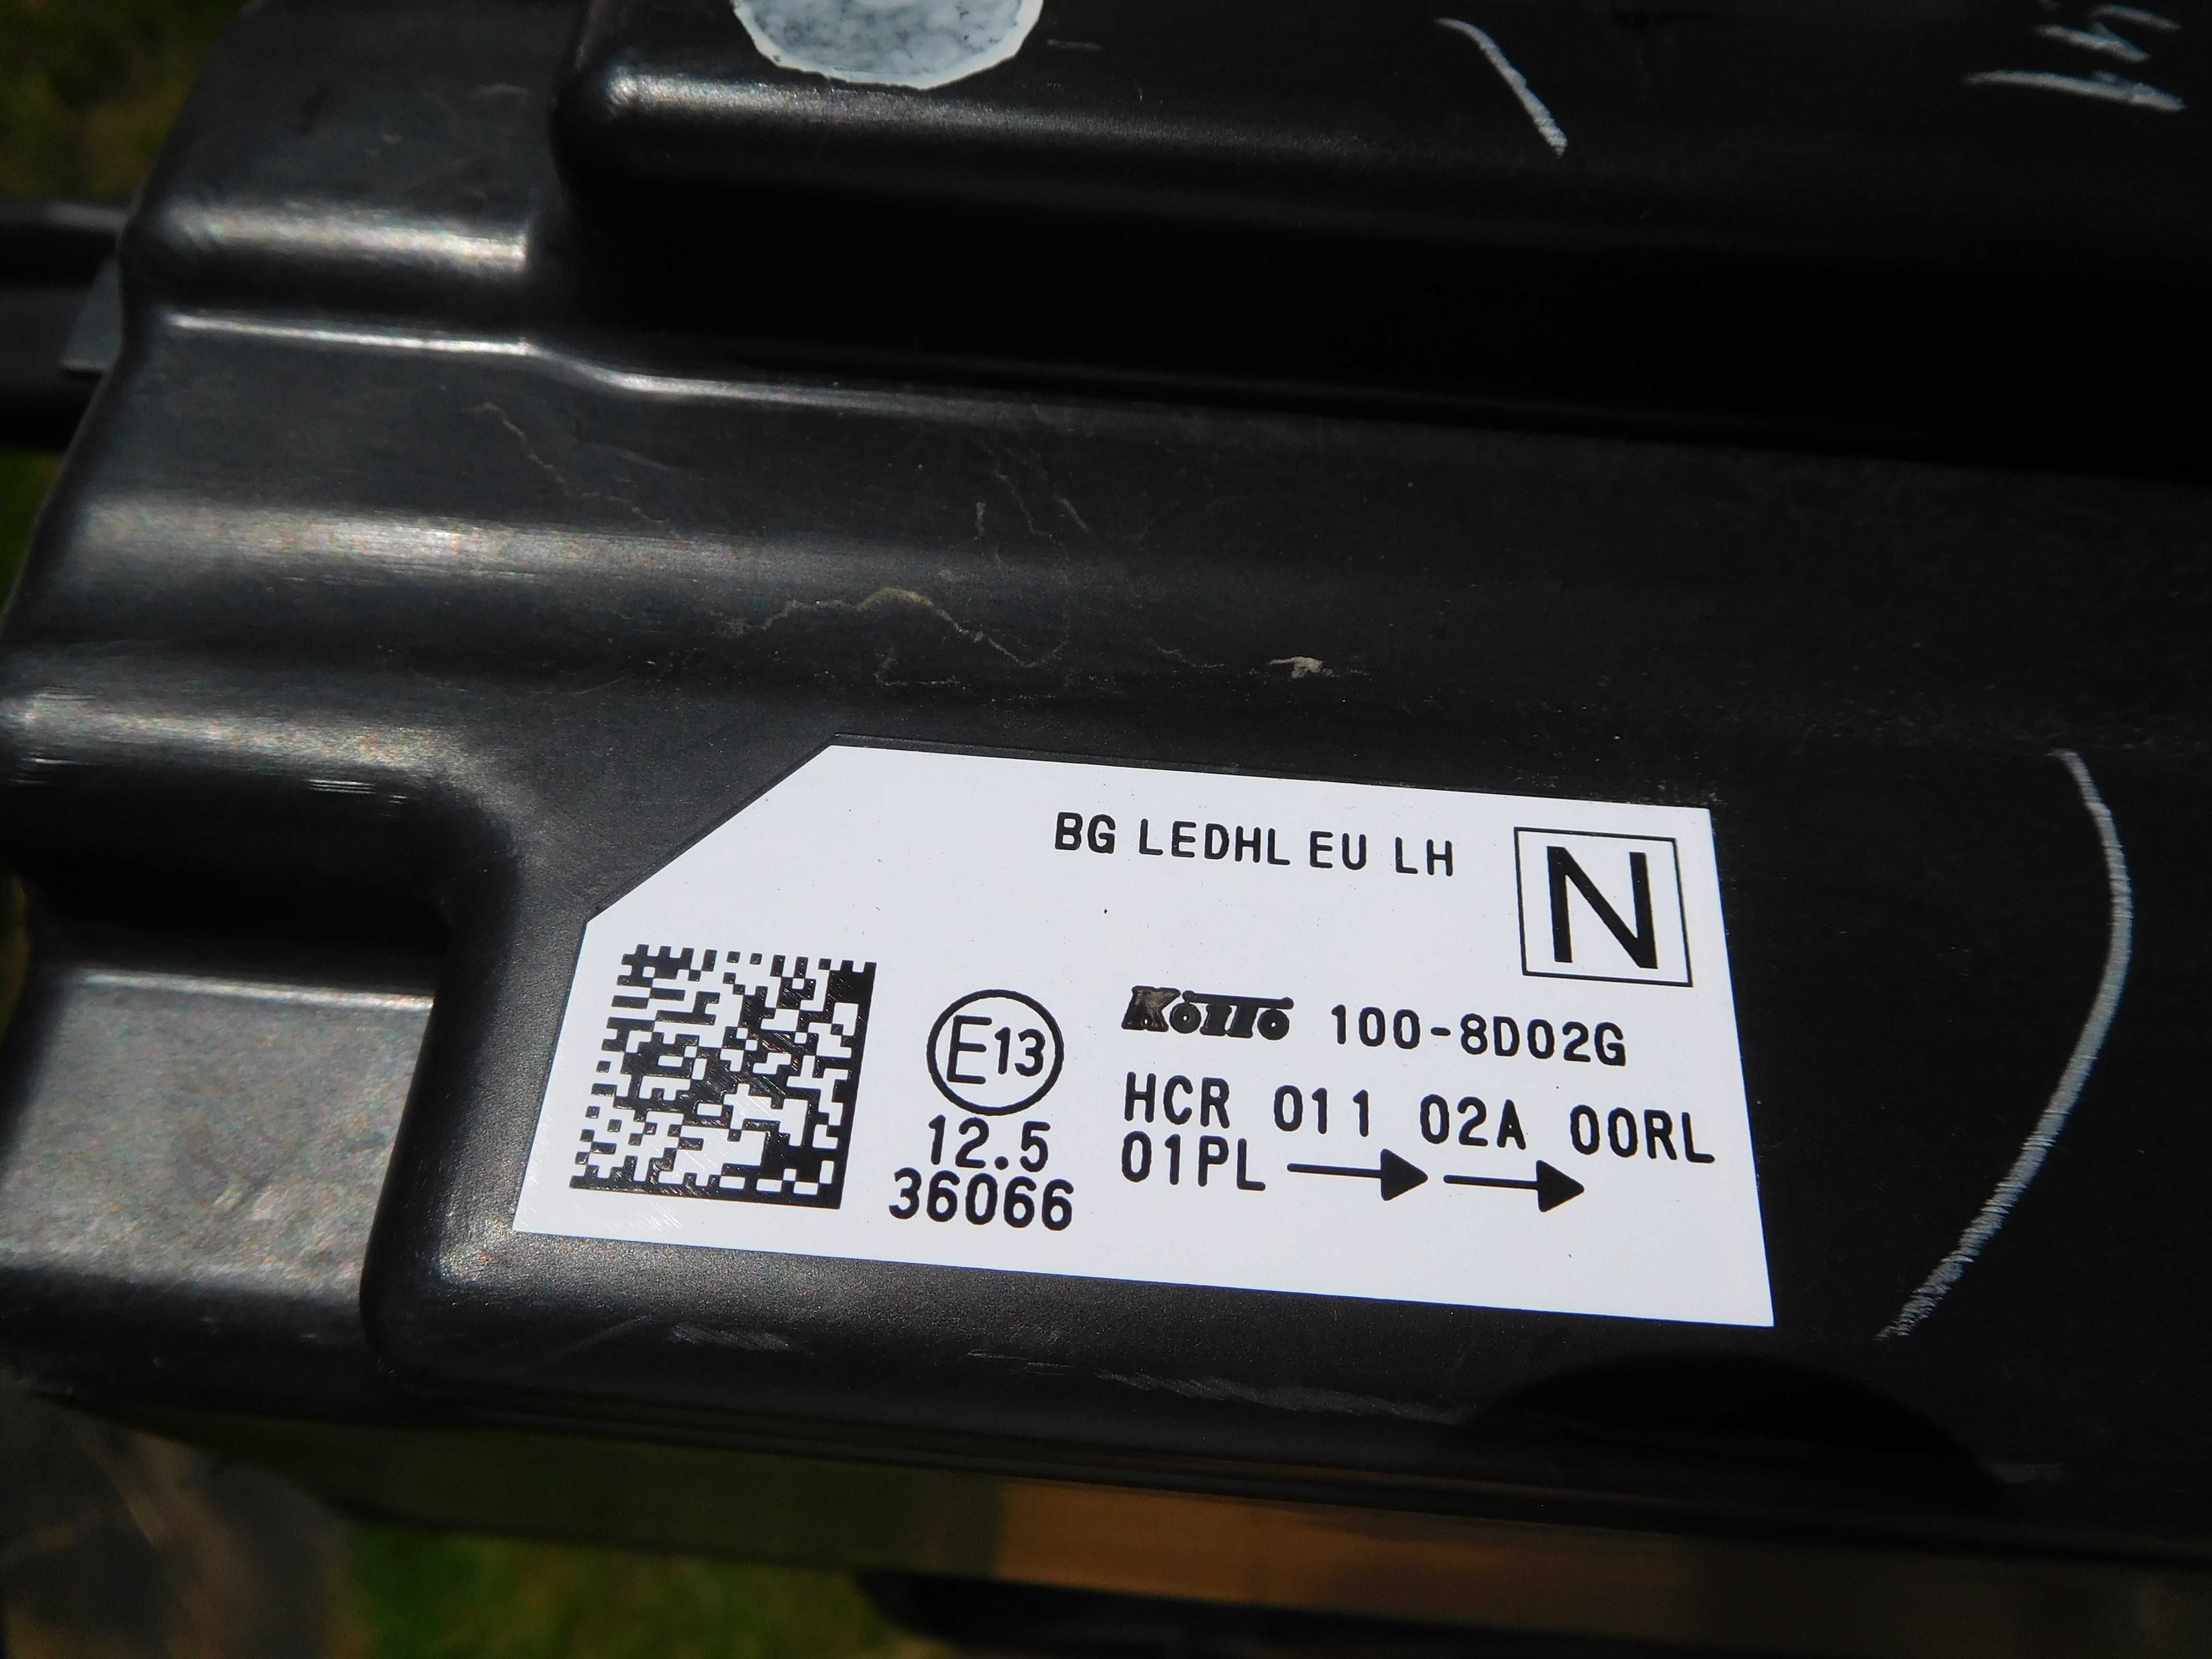 BG LEDHL EU LH
N
KOITO 100-8D02G
E13
HCR 011 02A 00RL
12.5
01PL
36066